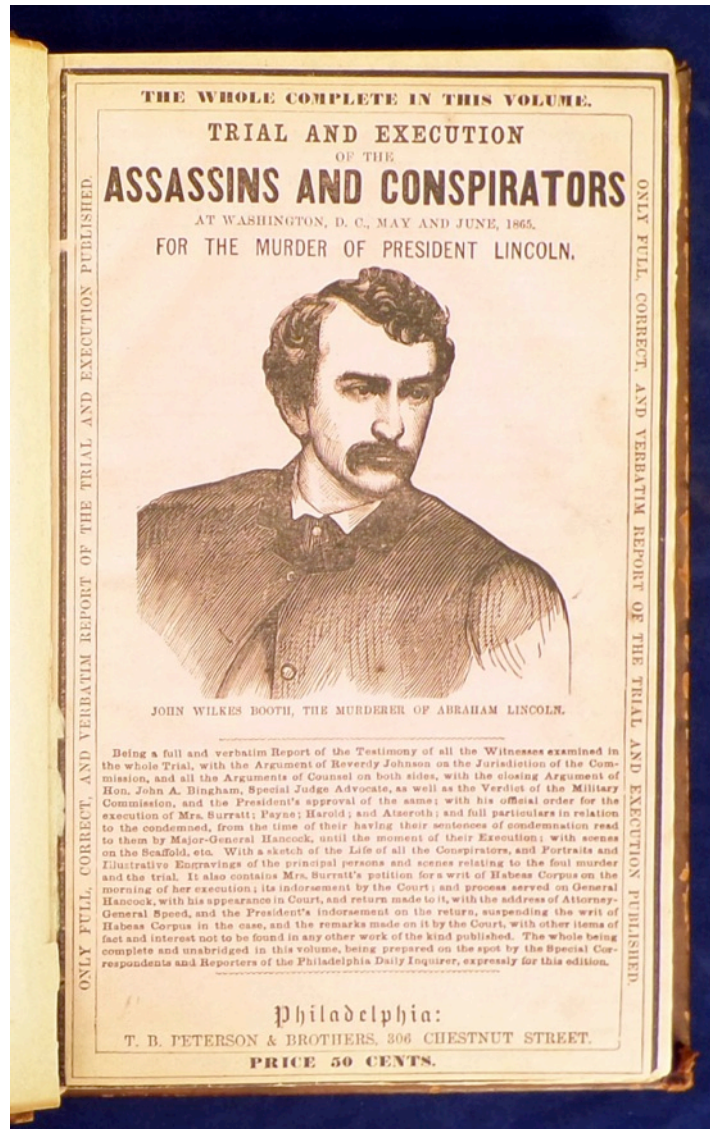 THE WHOLE COMPLETE IN THIS VOLUME.
TRIAL AND EXECUTION
OF THE
ASSASSINS AND CONSPIRATORS
AT WASHINGTON, D. C., MAY AND JUNE, 1865,
FOR THE MURDER OF PRESIDENT LINCOLN.
ONLY FULL, CORRECT, AND VERBATIM REPORT OF THE TRIAL AND EXECUTION PUBLISHED.
ONLY FULL, CORRECT, AND VERBATIM REPORT OF THE TRIAL AND EXECUTION PUBLISHED.
JOHN WILKES BOOTH, THE MURDERER OF ABRAHAM LINCOLN.
Being a full and verbatim Report of the Testimony of all the Witnesses examined in
the whole Trial, with the Argument of Reverdy Johnson on the Jurisdiction of the Com-
mission, and all the Arguments of Counsel on both sides, with the closing Argument of
Hon. John A. Bingham, Special Judge Advocate, as well as the Verdict of the Military
Commission, and the President's approval of the same; with his official order for the
execution of Mrs. Surratt; Payne; Harold; and Atzeroth; and full particulars in relation
to the condemned, from the time of their having their sentences of condemnation read
to them by Major-General Hancock, until the moment of their Execution; with scenes
on the Scaffold, etc. With a sketch of the Life of all the Conspirators, and Portraits and
Illustrative Engravings of the principal persons and scenes relating to the foul murder
and the trial. It also contains Mrs. Surratt's petition for a writ of Habeas Corpus on the
morning of her execution; its indorsement by the Court; and process served on General
Hancock, with his appearance in Court, and return made to it, with the address of Attorney-
General Speed, and the President's indorsement on the return, suspending the writ of
Habeas Corpus in the case, and the remarks made on it by the Court, with other items of
fact and interest not to be found in any other work of the kind published. The whole being
complete and unabridged in this volume, being prepared on the spot by the Special Cor-
respondents and Reporters of the Philadelphia Daily Inquirer, expressly for this edition.
Philadelphia:
T. B. PETERSON & BROTHERS, 306 CHESTNUT STREET.
PRICE 50 CENTS.